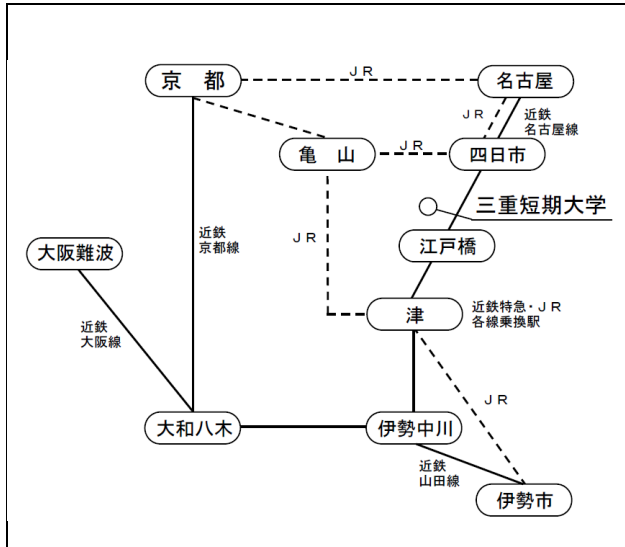 JR
京都
名古屋
JR
近鉄
名古屋線
亀山
JR
四日市
三重短期大学
近鉄
京都線
JR
大阪難波
江戸橋
近鉄
大阪線
津
近鉄特急・JR
各線乗換駅
JR
大和八木
伊勢中川
近鉄
山田線
伊勢市